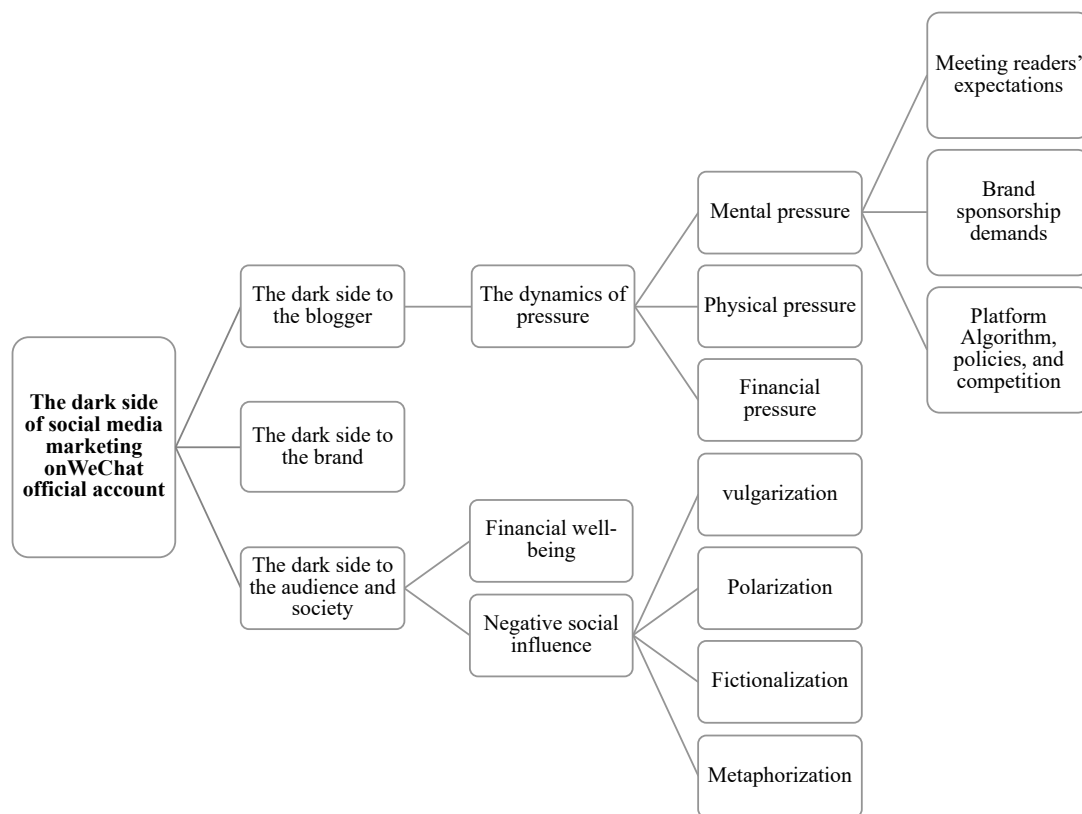 The dark side
of social media
marketing
onWeChat
official account
The dark side to
the blogger
The dark side to
the brand
The dark side to
the audience and
society
The dynamics of
pressure
Financial well-
being
Negative social
influence
Mental pressure
Physical pressure
Financial
pressure
vulgarization
Polarization
Fictionalization
Metaphorization
Meeting readers’
expectations
Brand
sponsorship
demands
Platform
Algorithm,
policies, and
competition